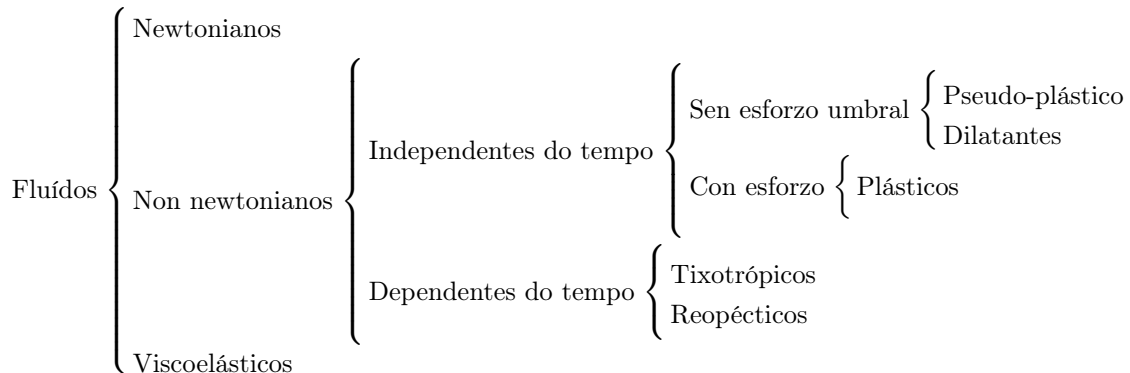 Fluídos
Newtonianos
Non newtonianos
Independentes do tempo
Sen esforzo umbral
Pseudo-plástico
Dilatantes
Con esforzo
Plásticos
Dependentes do tempo
Tixotrópicos
Reopécticos
Viscoelásticos